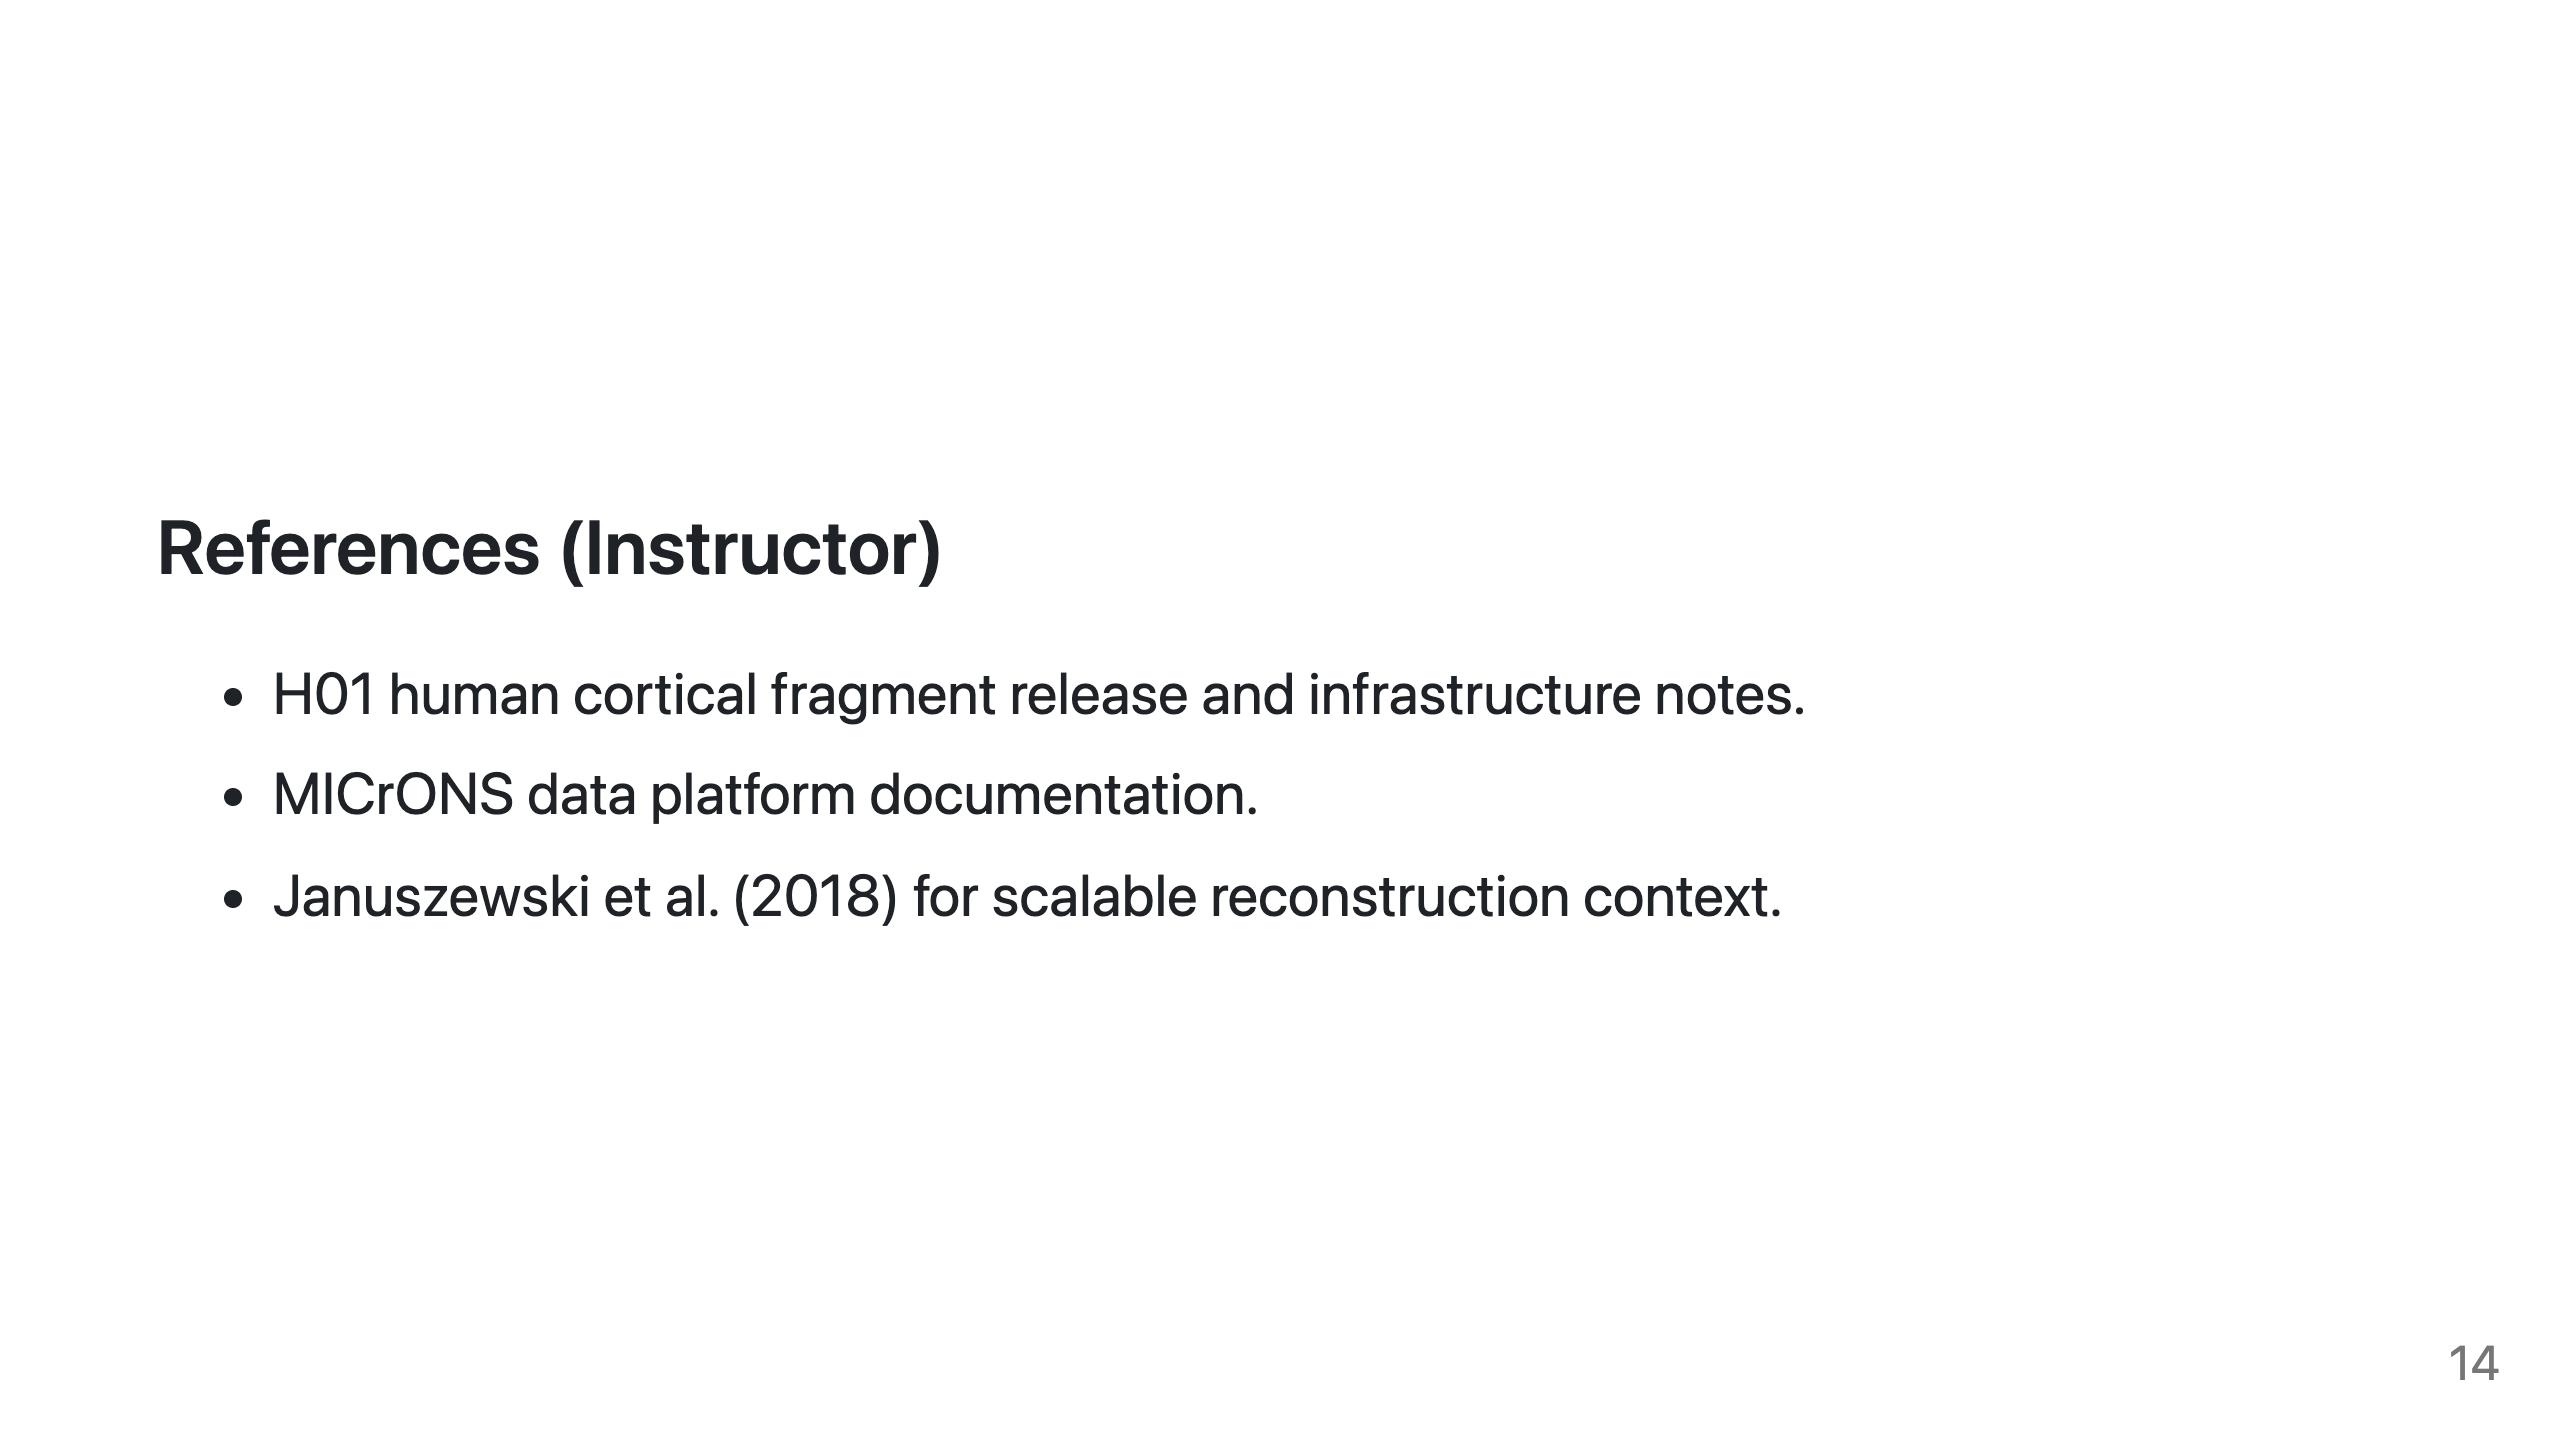 References (Instructor)
• H01 human cortical fragment release and infrastructure notes.
• MICrONS data platform documentation.
• Januszewski et al. (2018) for scalable reconstruction context.
14